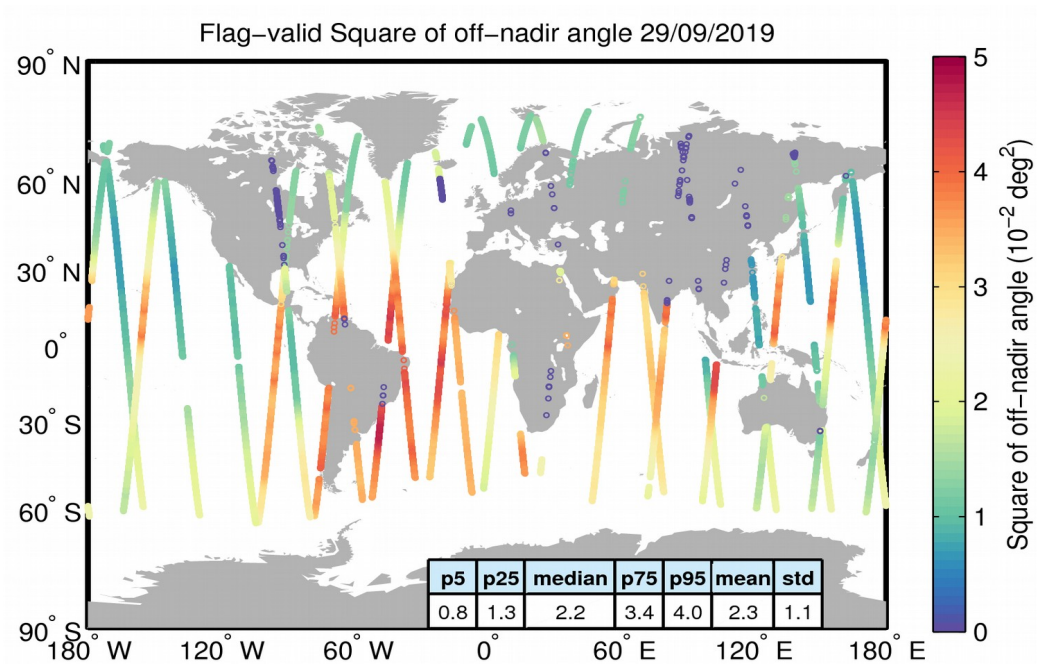 Flag−valid Square of off−nadir angle 29/09/2019
90° N
60° N
30° N
0°
30° S
60° S
90° S
180° W
120° W
60° W
0°
60° E
120° E
180° E
p5 p25 median p75 p95 mean std
0.8 1.3 2.2 3.4 4.0 2.3 1.1
5
4
3
2
1
0
Square of off−nadir angle (10⁻² deg²)